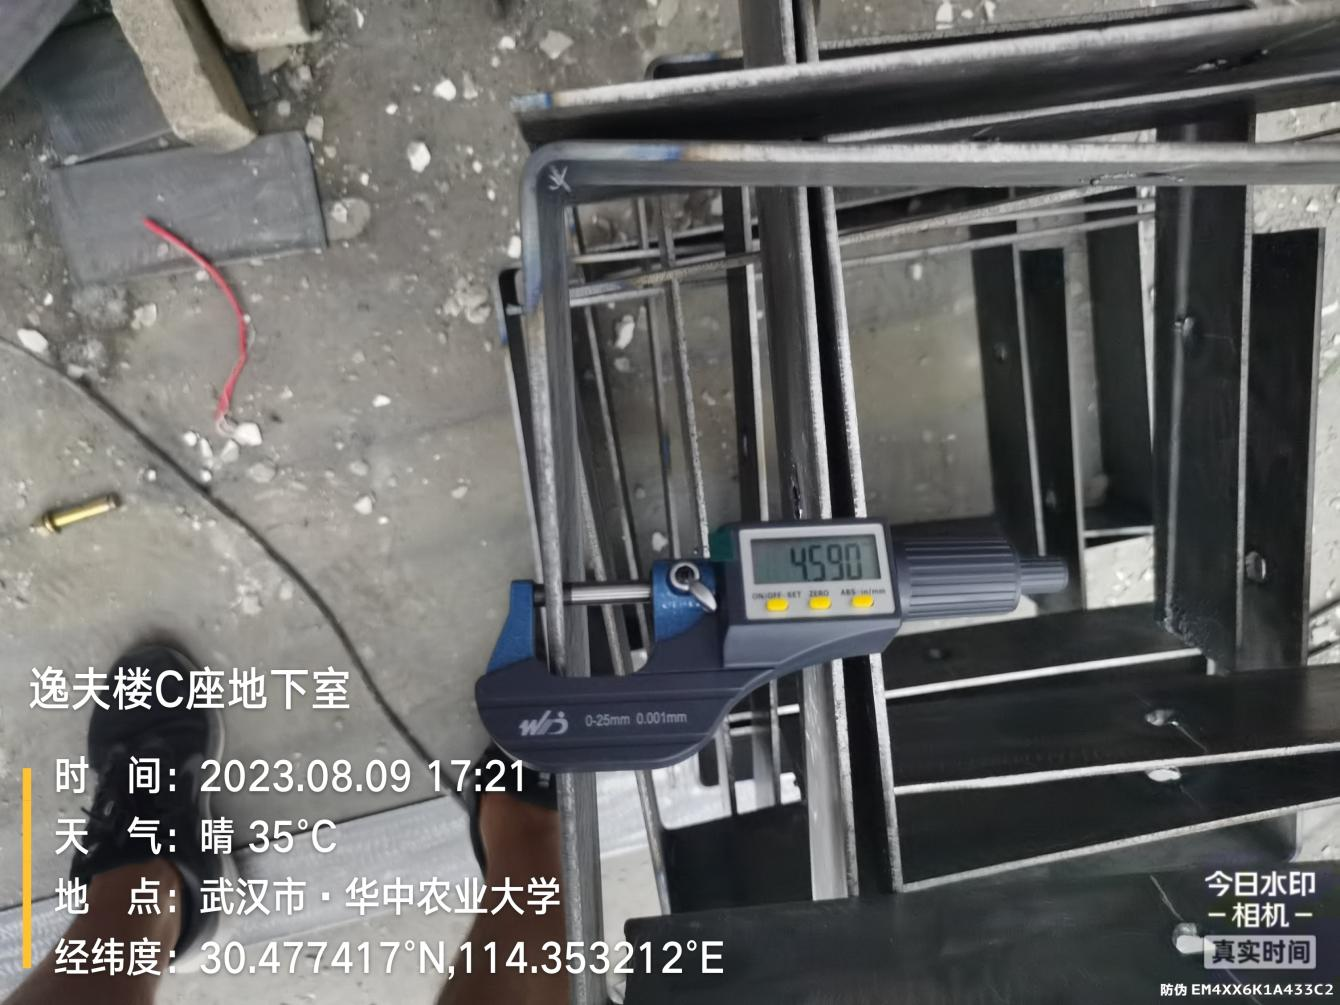 4.590
ON/OFF·SET ZERO ABS·in/mm
0-25mm 0.001mm
逸夫楼C座地下室
时 间：2023.08.09 17:21
天 气：晴 35°C
地 点：武汉市·华中农业大学
经纬度：30.477417°N,114.353212°E
今日水印
-相机-
真实时间
防伪 EM4XX6K1A433C2